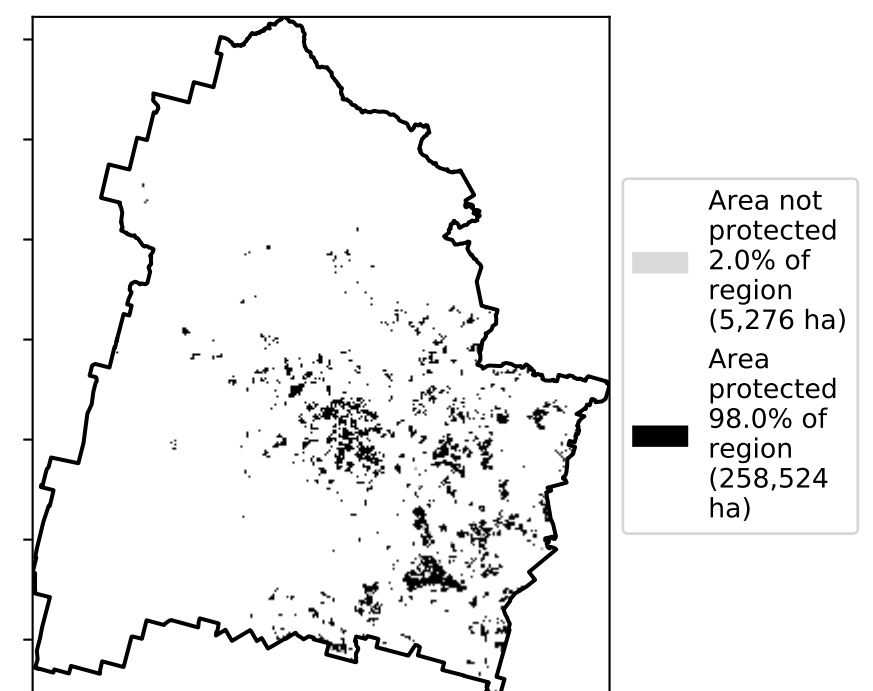 Area not
protected
2.0% of
region
(5,276 ha)
Area
protected
98.0% of
region
(258,524
ha)